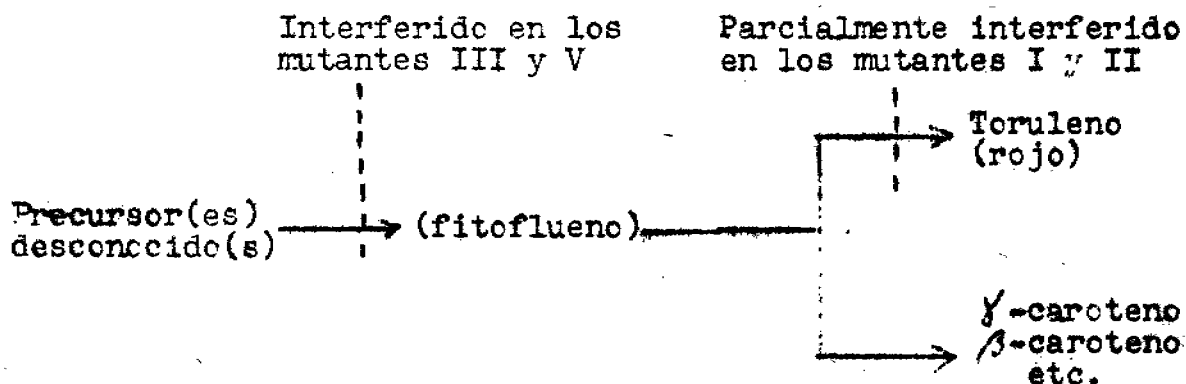 Interferido en los
mutantes III y V
Parcialmente interferido
en los mutantes I y II
Toruleno
(rojo)
Precursor(es)
desconocido(s)
(fitoflueno)
γ-caroteno
β-caroteno
etc.